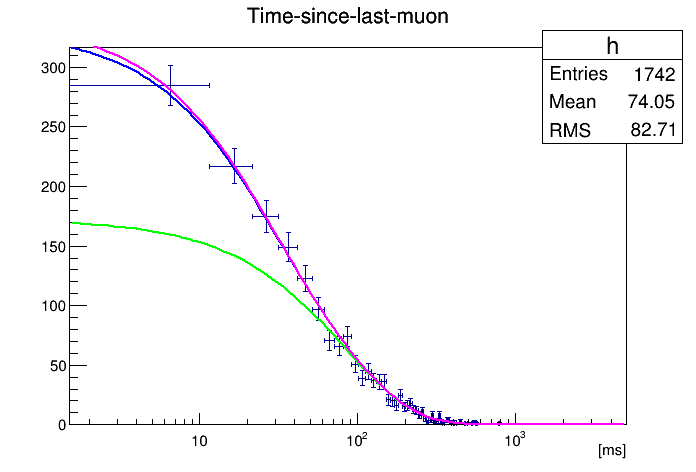 Time-since-last-muon
h
Entries 1742
Mean 74.05
RMS 82.71
300
250
200
150
100
50
0
10 10² 10³
[ms]